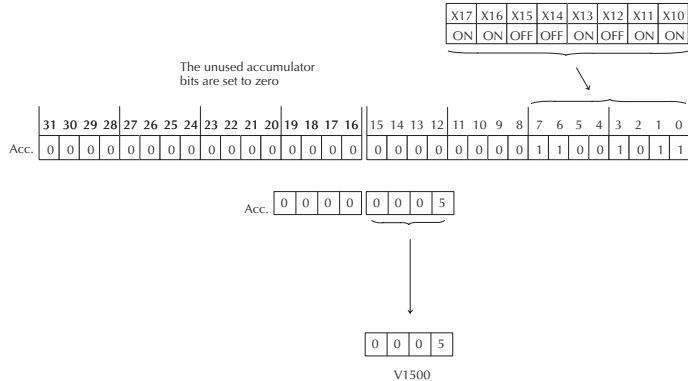 X17 X16 X15 X14 X13 X12 X11 X10
ON ON OFF OFF ON OFF ON ON
The unused accumulator
bits are set to zero
31 30 29 28 27 26 25 24 23 22 21 20 19 18 17 16 15 14 13 12 11 10 9 8 7 6 5 4 3 2 1 0
Acc. 0 0 0 0 0 0 0 0 0 0 0 0 0 0 0 0 0 0 0 0 0 0 0 0 1 1 0 0 1 0 1 1
Acc. 0 0 0 0 0 0 0 5
0 0 0 5
V1500